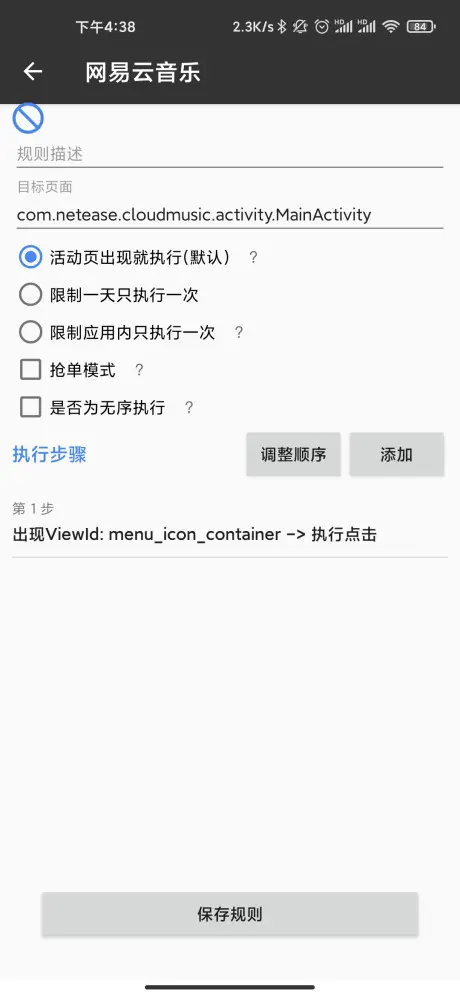 下午4:38
2.3K/s HD HD 84
网易云音乐
规则描述
目标页面
com.netease.cloudmusic.activity.MainActivity
活动页出现就执行(默认) ?
限制一天只执行一次
限制应用内只执行一次 ?
抢单模式 ?
是否为无序执行 ?
执行步骤 调整顺序 添加
第 1 步
出现ViewId: menu_icon_container -> 执行点击
保存规则